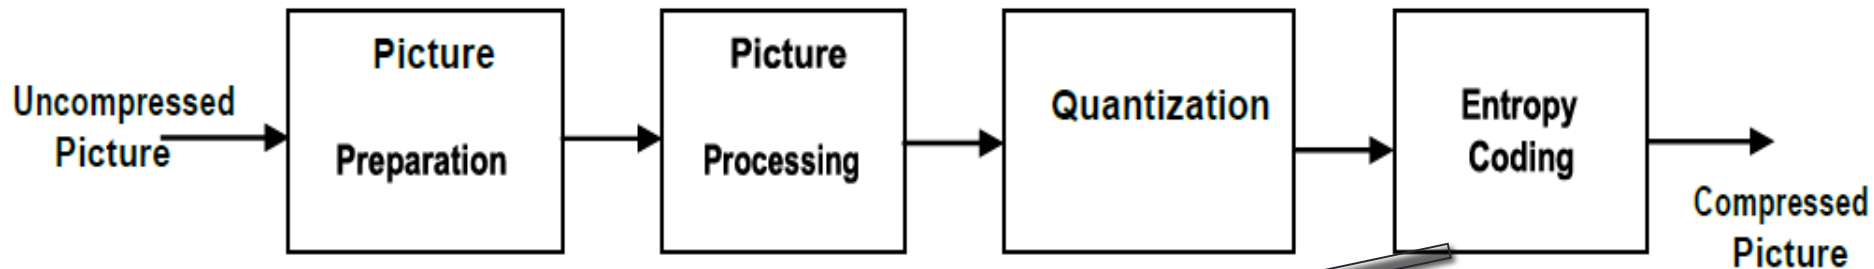 Uncompressed
Picture
Picture
Preparation
Picture
Processing
Quantization
Entropy
Coding
Compressed
Picture